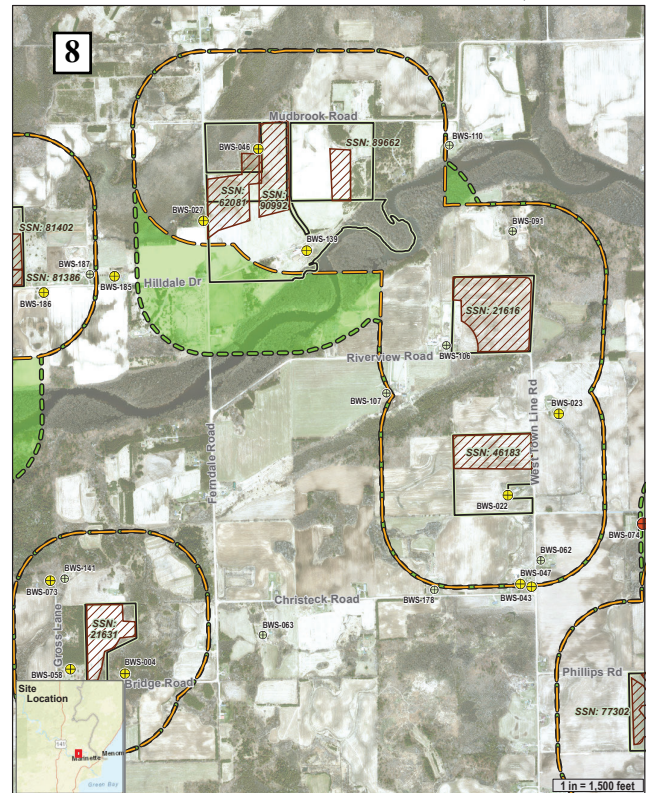 8
Mudbrook Road
BWS-110
BWS-046
SSN: 89662
SSN:
62081
SSN:
90992
BWS-027
BWS-091
SSN: 81402
BWS-139
BWS-187
SSN: 81386
BWS-185
Hilldale Dr
BWS-186
SSN: 21616
Riverview Road
BWS-106
BWS-107
West Town Line Rd
BWS-023
Ferndale Road
SSN: 46183
BWS-022
BWS-074
BWS-062
BWS-141
BWS-073
BWS-047
BWS-178
BWS-043
Christeck Road
Gross Lane
SSN:
21631
BWS-063
BWS-058
BWS-004
Phillips Rd
Bridge Road
Site
Location
SSN: 77302
141
Marinette
Menom
Green Bay
1 in = 1,500 feet